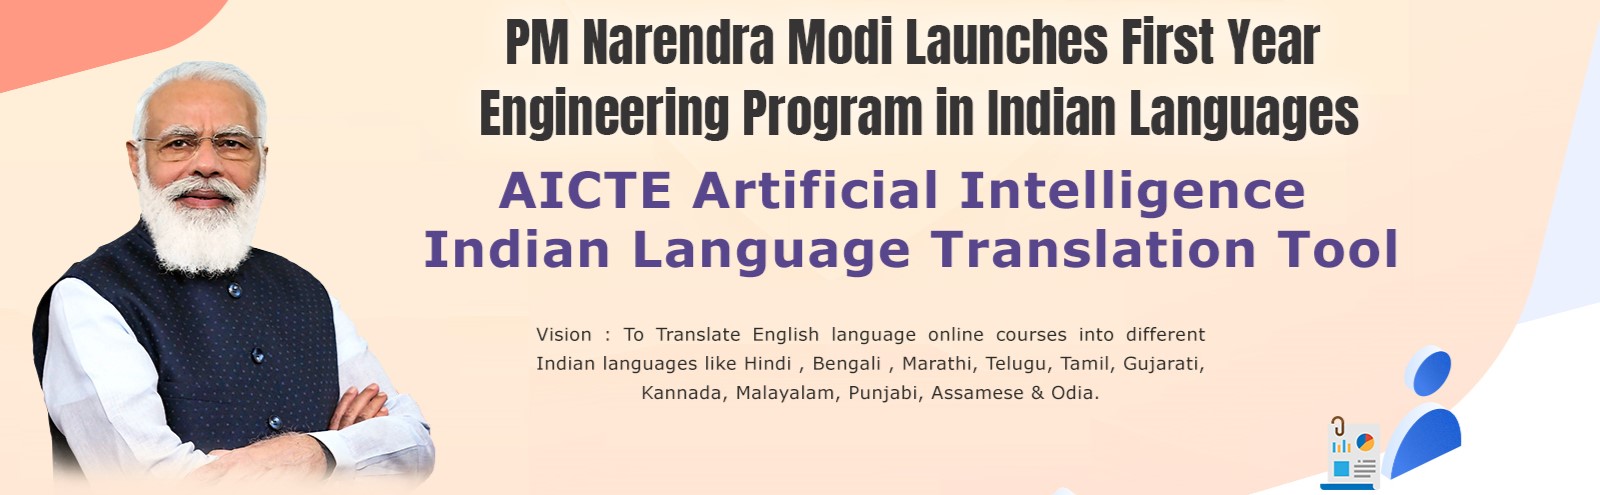 PM Narendra Modi Launches First Year
Engineering Program in Indian Languages
AICTE Artificial Intelligence
Indian Language Translation Tool
Vision : To Translate English language online courses into different
Indian languages like Hindi , Bengali , Marathi, Telugu, Tamil, Gujarati,
Kannada, Malayalam, Punjabi, Assamese & Odia.